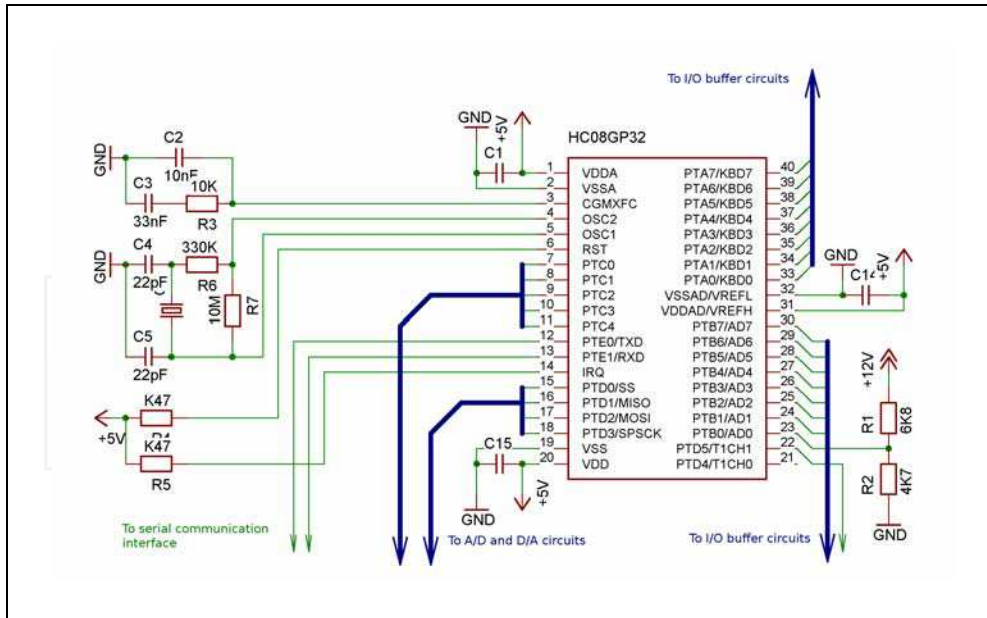 To I/O buffer circuits
HC08GP32
GND
+5V
C1
GND
C2
10nF
C3
33nF
10K
R3
GND
C4
22pF
330K
R6
10M
R7
C5
22pF
+5V
K47
K47
R5
1 VDDA
2 VSSA
3 CGMXFC
4 OSC2
5 OSC1
6 RST
7 PTC0
8 PTC1
9 PTC2
10 PTC3
11 PTC4
12 PTE0/TXD
13 PTE1/RXD
14 IRQ
15 PTD0/SS
16 PTD1/MISO
17 PTD2/MOSI
18 PTD3/SPSCK
19 VSS
20 VDD
PTA7/KBD7 40
PTA6/KBD6 39
PTA5/KBD5 38
PTA4/KBD4 37
PTA3/KBD3 36
PTA2/KBD2 35
PTA1/KBD1 34
PTA0/KBD0 33
VSSAD/VREFL 32
VDDAD/VREFH 31
PTB7/AD7 30
PTB6/AD6 29
PTB5/AD5 28
PTB4/AD4 27
PTB3/AD3 26
PTB2/AD2 25
PTB1/AD1 24
PTB0/AD0 23
PTD5/T1CH1 22
PTD4/T1CH0 21
GND
C14
+5V
+12V
R1
6K8
R2
4K7
GND
C15
GND
+5V
To serial communication
interface
To A/D and D/A circuits
To I/O buffer circuits